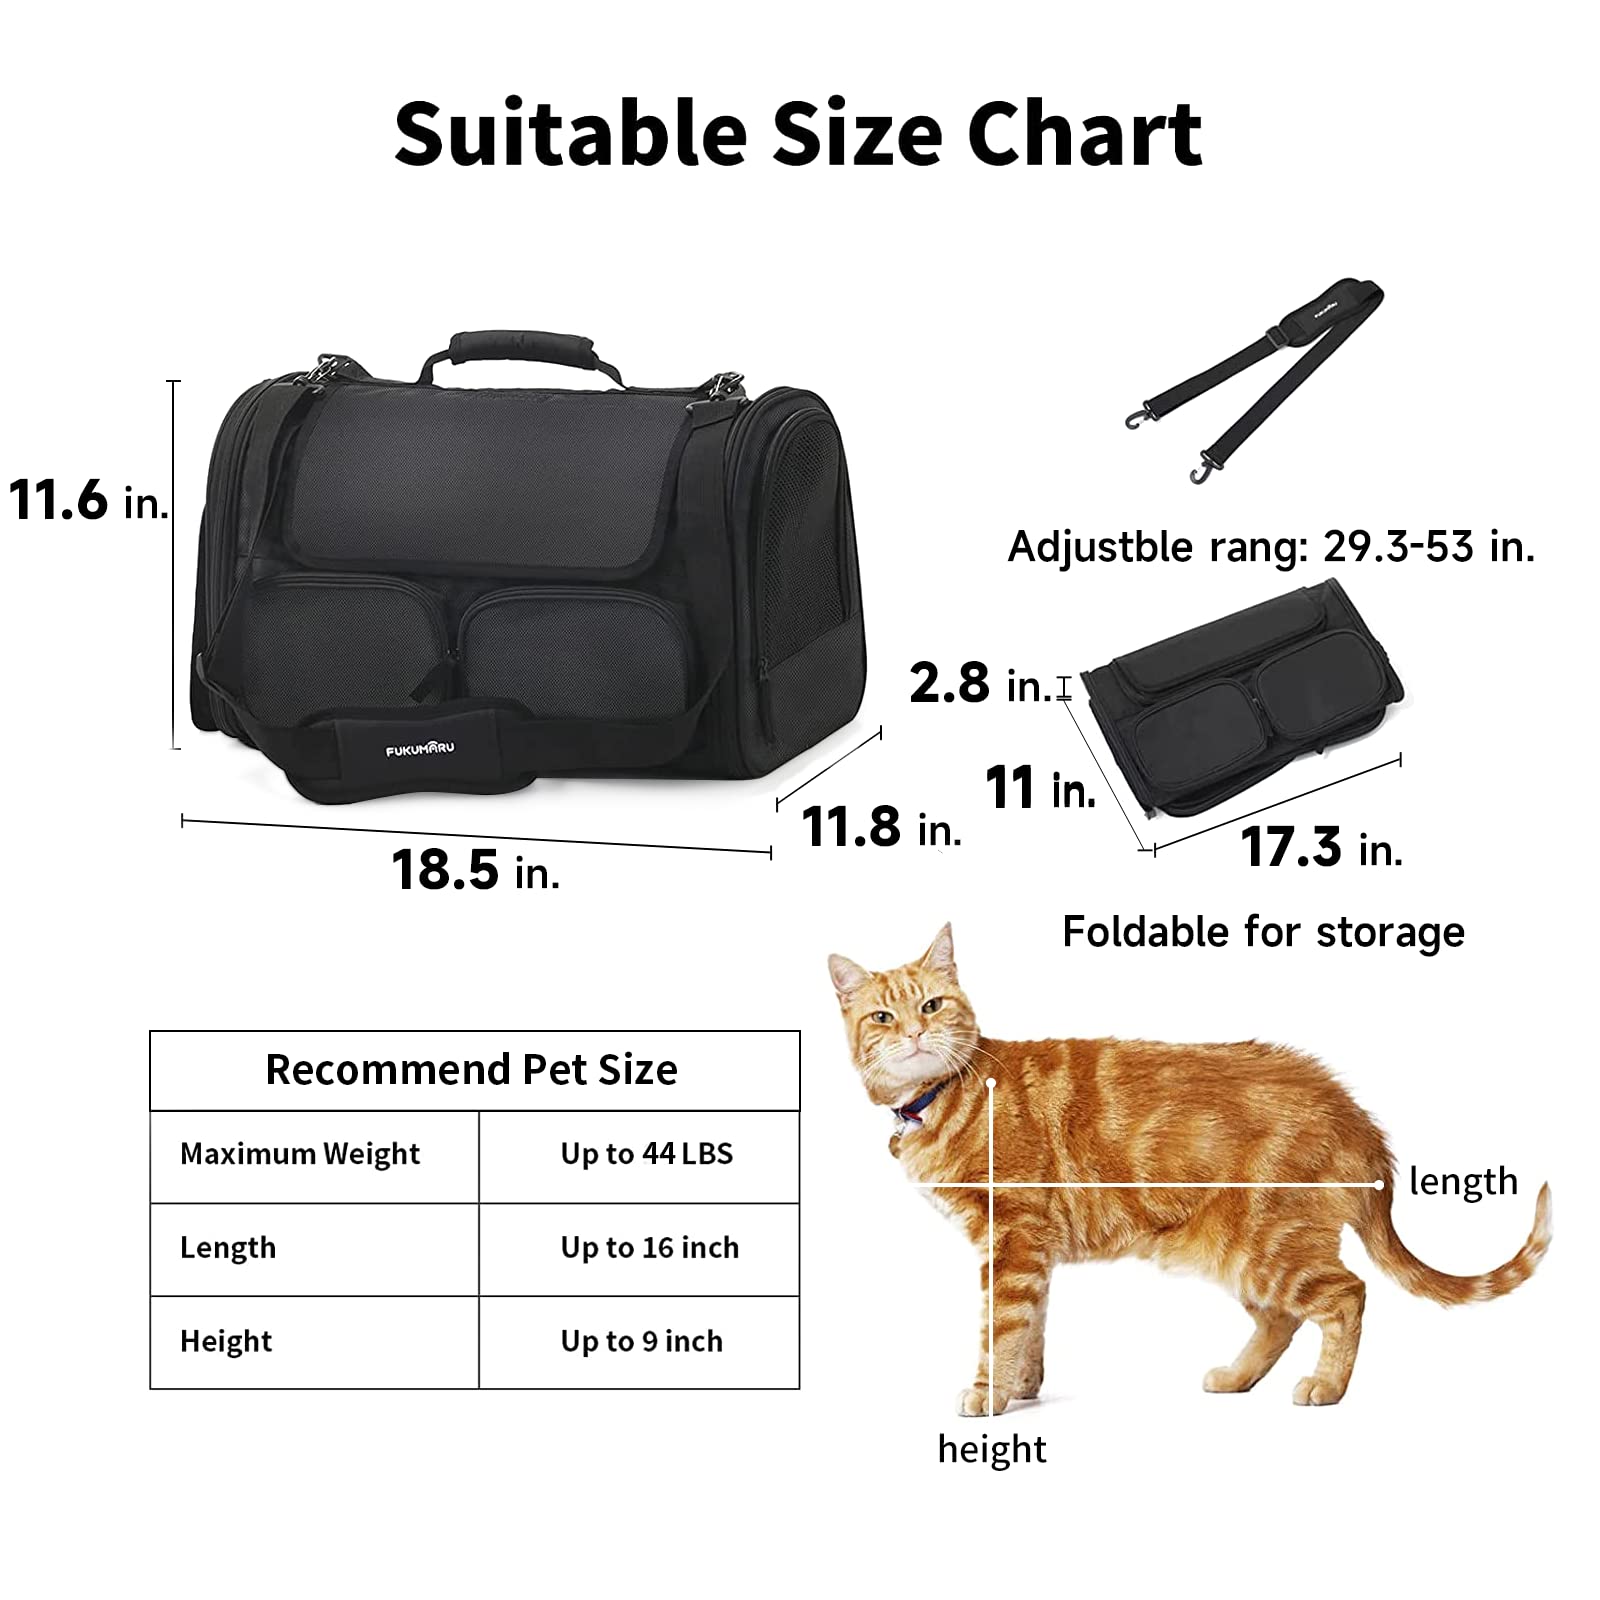 Suitable Size Chart
FUKUMARU
11.6 in.
FUKUMARU
18.5 in.
11.8 in.
Adjustble rang: 29.3-53 in.
2.8 in.
11 in.
17.3 in.
Foldable for storage
Recommend Pet Size
Maximum Weight Up to 44 LBS
Length Up to 16 inch
Height Up to 9 inch
length
height